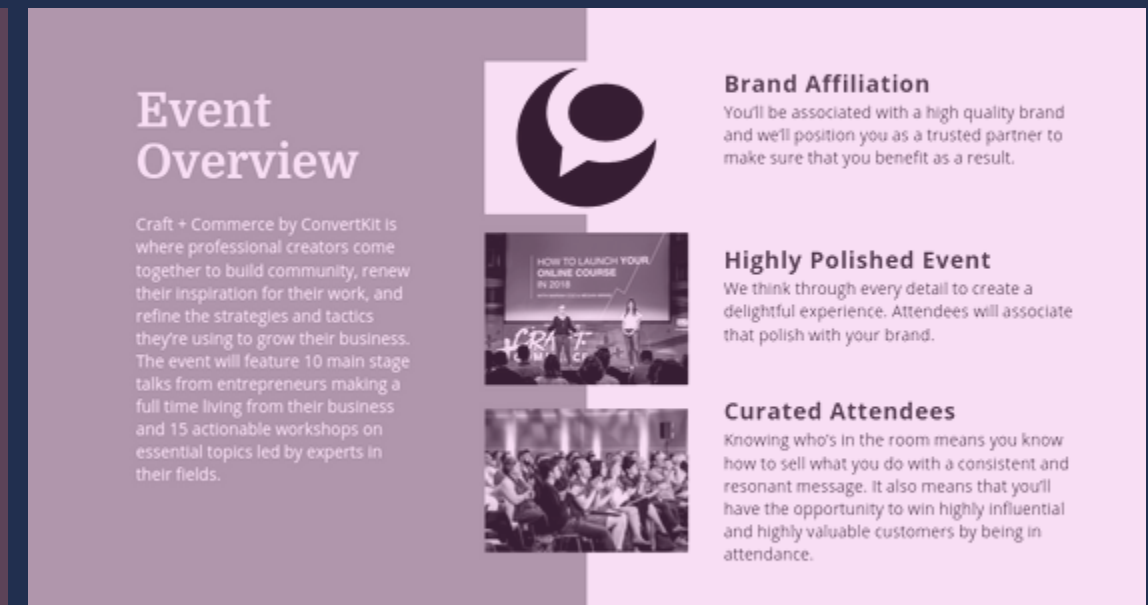 Event
Overview
Craft + Commerce by ConvertKit is
where professional creators come
together to build community, renew
their inspiration for their work, and
refine the strategies and tactics
they're using to grow their business.
The event will feature 10 main stage
talks from entrepreneurs making a
full time living from their business
and 15 actionable workshops on
essential topics led by experts in
their fields.
HOW TO LAUNCH YOUR
ONLINE COURSE
IN 2018
Brand Affiliation
You'll be associated with a high quality brand
and we'll position you as a trusted partner to
make sure that you benefit as a result.
Highly Polished Event
We think through every detail to create a
delightful experience. Attendees will associate
that polish with your brand.
Curated Attendees
Knowing who's in the room means you know
how to sell what you do with a consistent and
resonant message. It also means that you'll
have the opportunity to win highly influential
and highly valuable customers by being in
attendance.